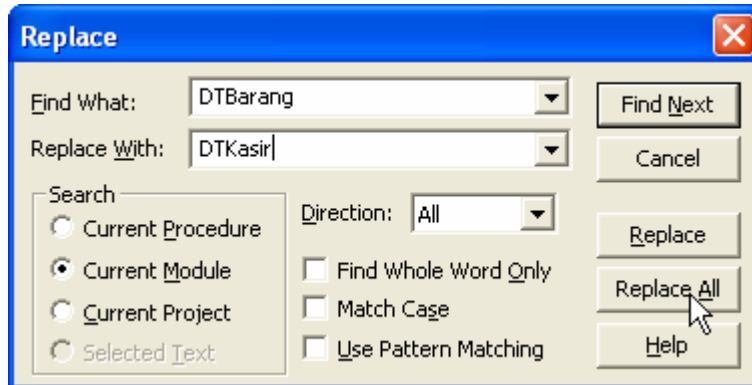 Replace
Find What: DTBarang
Find Next
Replace With: DTKasir
Cancel
Search
Current Procedure
Current Module
Current Project
Selected Text
Direction: All
Find Whole Word Only
Match Case
Use Pattern Matching
Replace
Replace All
Help